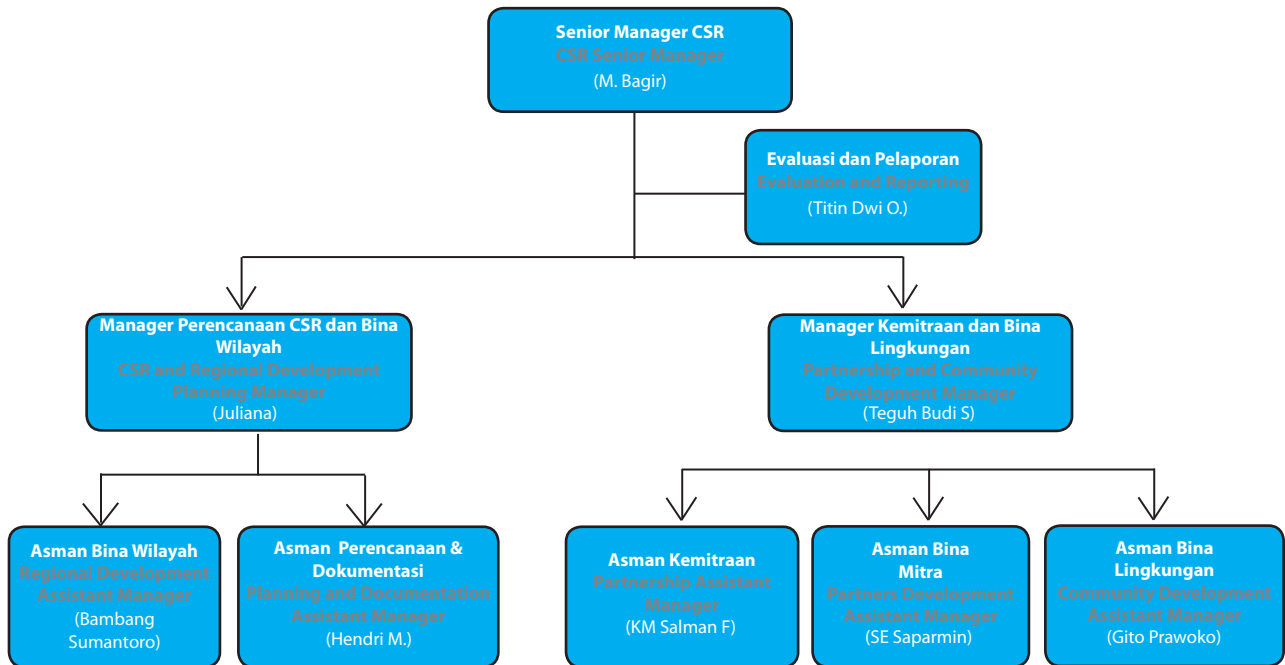 Senior Manager CSR
CSR Senior Manager
(M. Bagir)
Evaluasi dan Pelaporan
Evaluation and Reporting
(Titin Dwi O.)
Manager Perencanaan CSR dan Bina
Wilayah
CSR and Regional Development
Planning Manager
(Juliana)
Manager Kemitraan dan Bina
Lingkungan
Partnership and Community
Development Manager
(Teguh Budi S)
Asman Bina Wilayah
Regional Development
Assistant Manager
(Bambang
Sumantoro)
Asman Perencanaan &
Dokumentasi
Planning and Documentation
Assistant Manager
(Hendri M.)
Asman Kemitraan
Partnership Assistant
Manager
(KM Salman F)
Asman Bina
Mitra
Partners Development
Assistant Manager
(SE Saparmin)
Asman Bina
Lingkungan
Community Development
Assistant Manager
(Gito Prawoko)